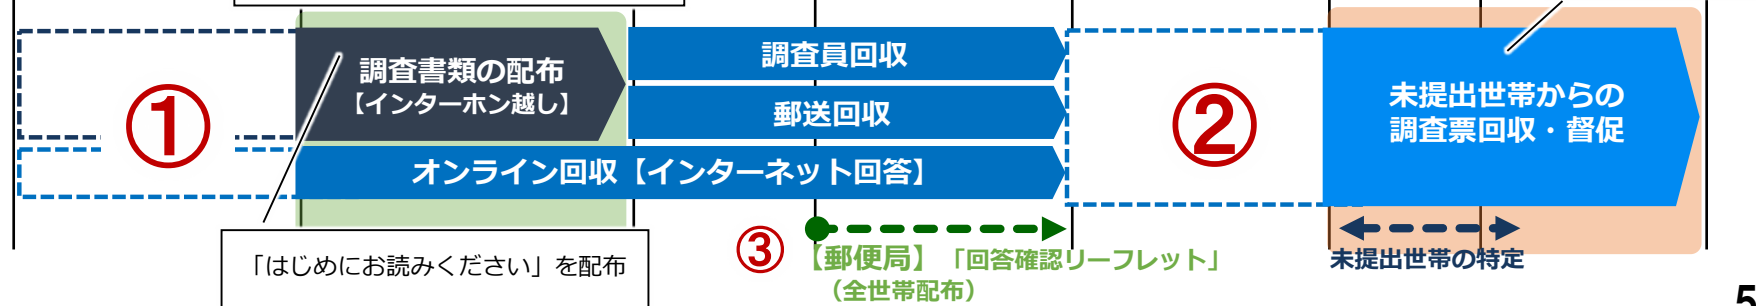 ①
調査書類の配布
【インターホン越し】
調査員回収
郵送回収
オンライン回収【インターネット回答】
②
未提出世帯からの
調査票回収・督促
「はじめにお読みください」を配布
③
【郵便局】「回答確認リーフレット」
（全世帯配布）
未提出世帯の特定
5